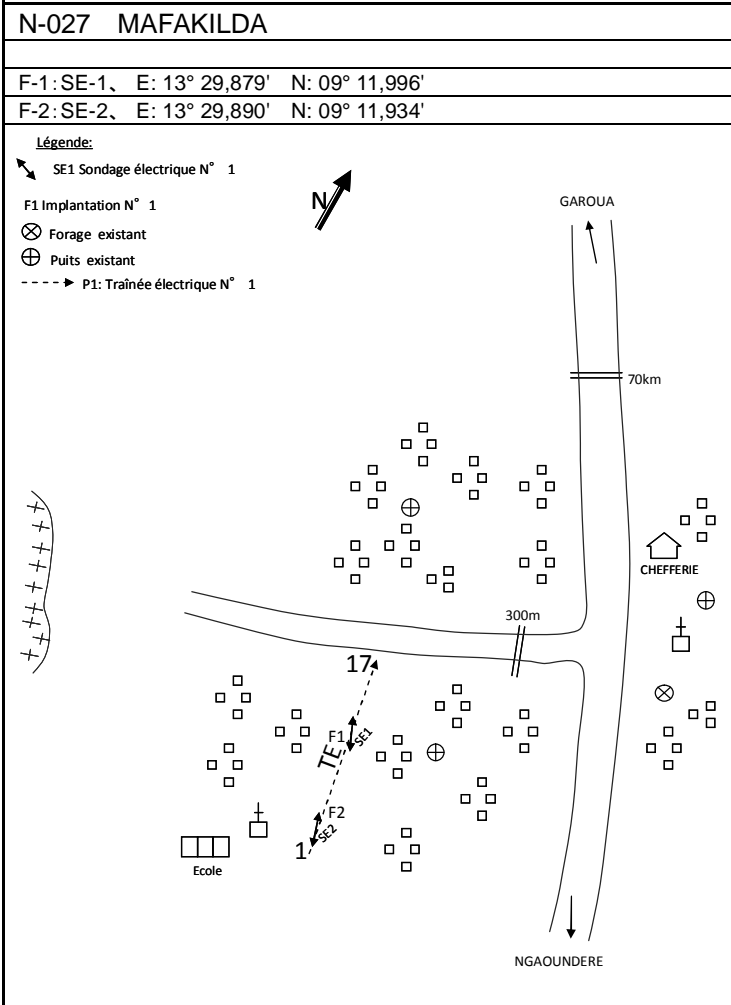 N-027 MAFAKILDA
F-1:SE-1、 E: 13° 29,879' N: 09° 11,996'
F-2:SE-2、 E: 13° 29,890' N: 09° 11,934'
Légende:
SE1 Sondage électrique N° 1
F1 Implantation N° 1
Forage existant
Puits existant
P1: Traînée électrique N° 1
N
GAROUA
70km
CHEFFERIE
300m
17
F1
SE1
TE
F2
SE2
1
Ecole
NGAOUNDERE